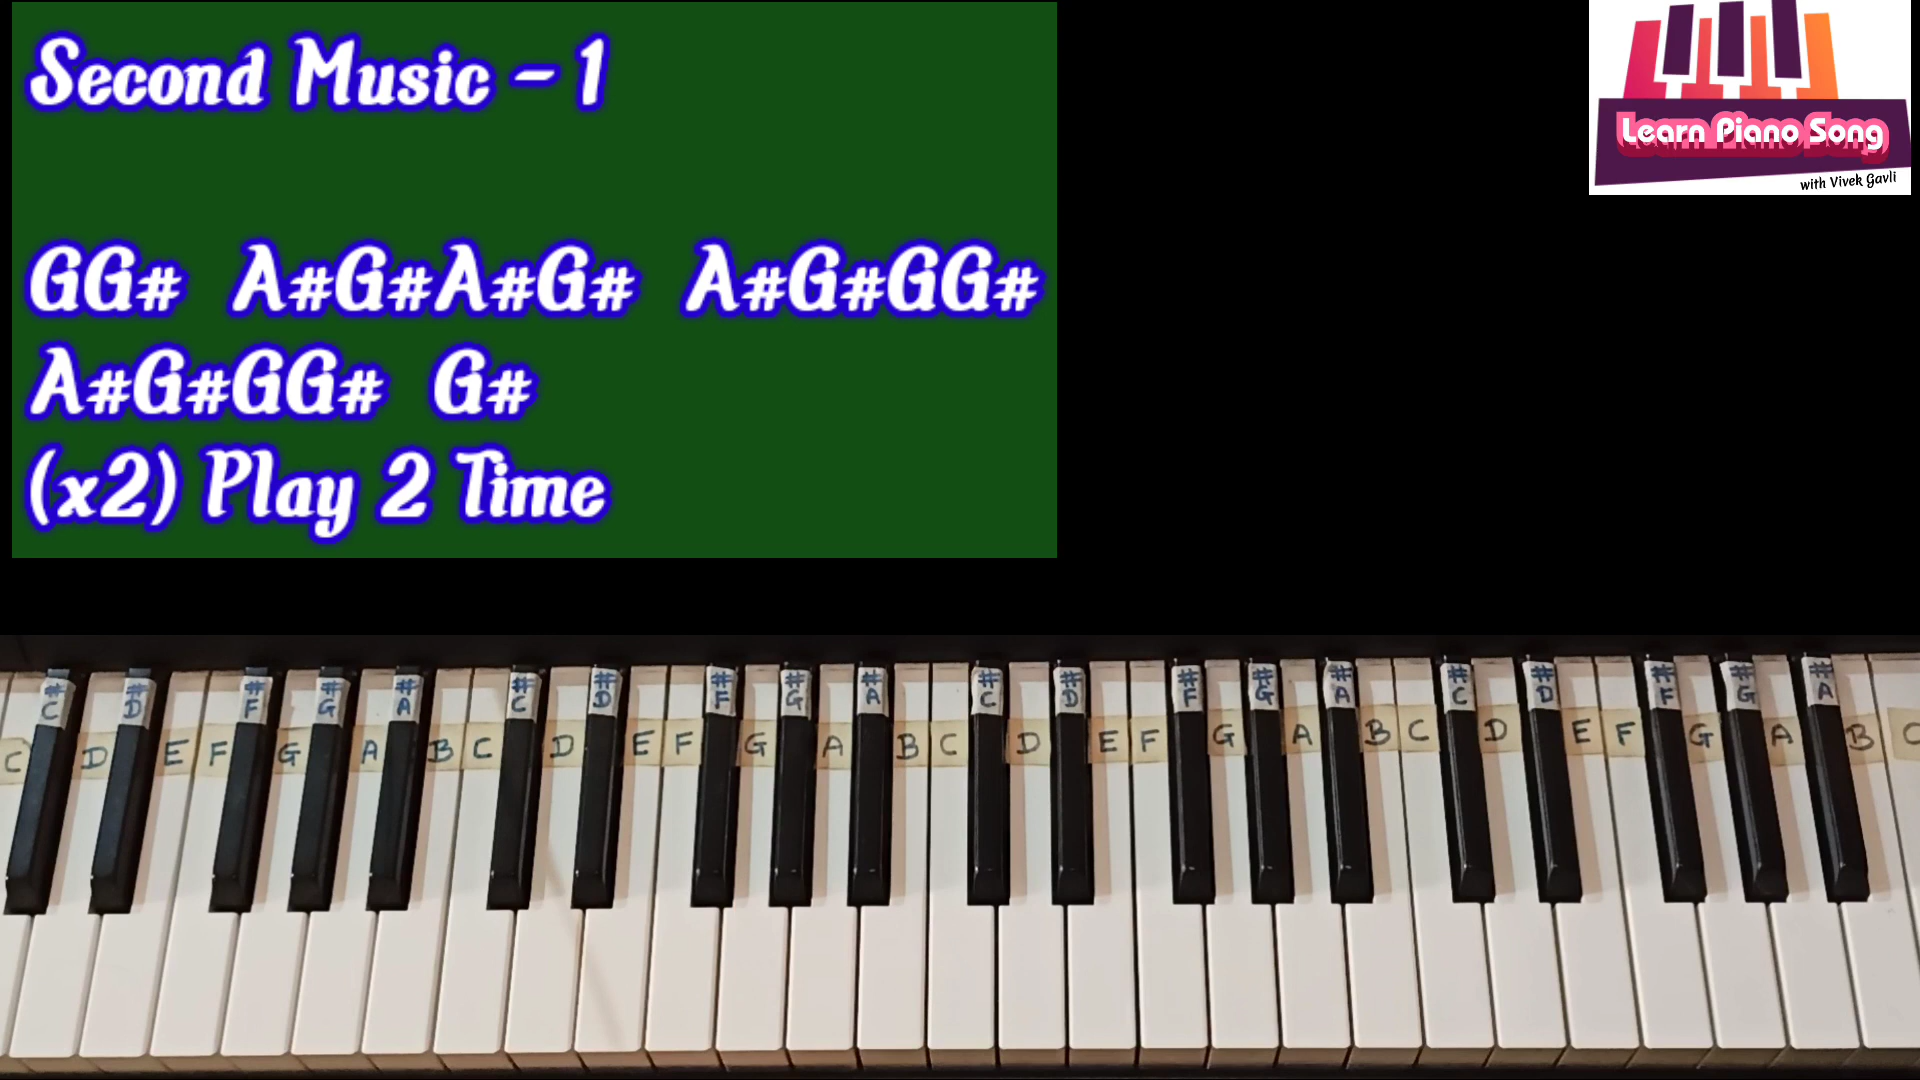 Second Music - 1
GG# A#G#A#G# A#G#GG#
A#G#GG# G#
(x2) Play 2 Time
Learn Piano Song
with Vivek Gavli
#C #D #F #G #A #C #D #F #G #A #C #D #F #G #A #C #D #F #G #A
C D E F G A B C D E F G A B C D E F G A B C D E F G A B C